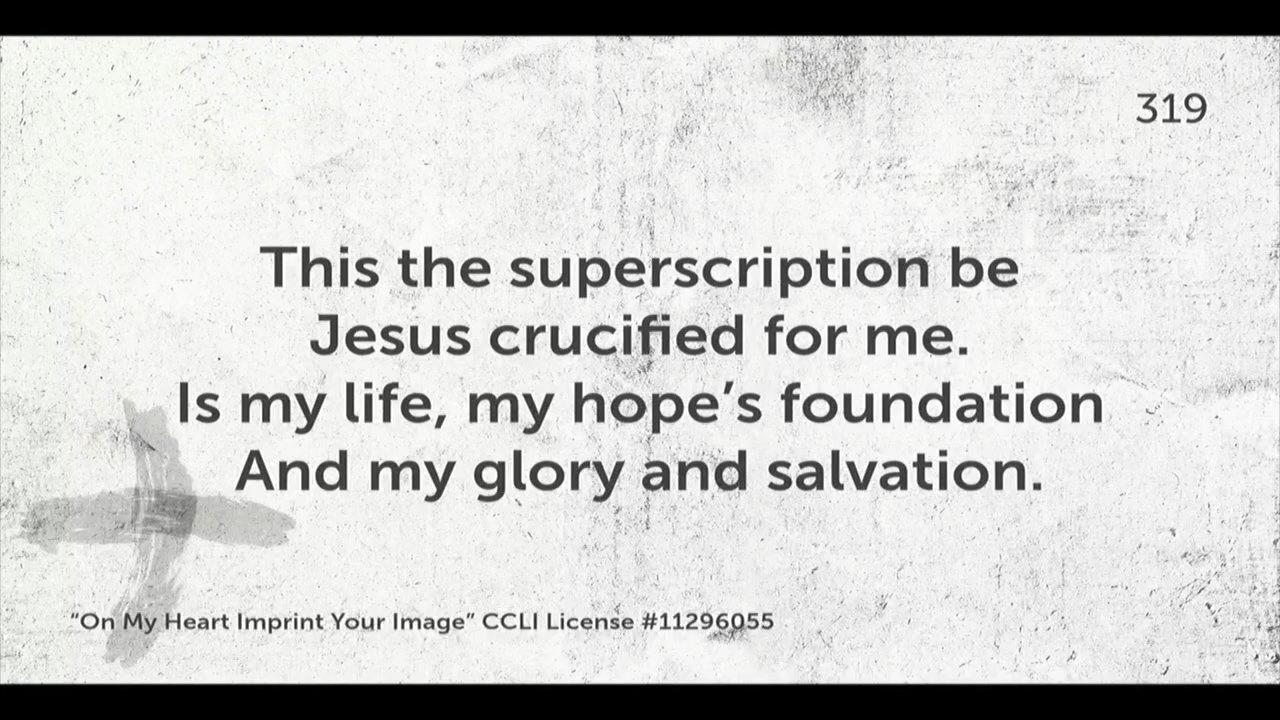 319
This the superscription be
Jesus crucified for me.
Is my life, my hope’s foundation
And my glory and salvation.
“On My Heart Imprint Your Image” CCLI License #11296055